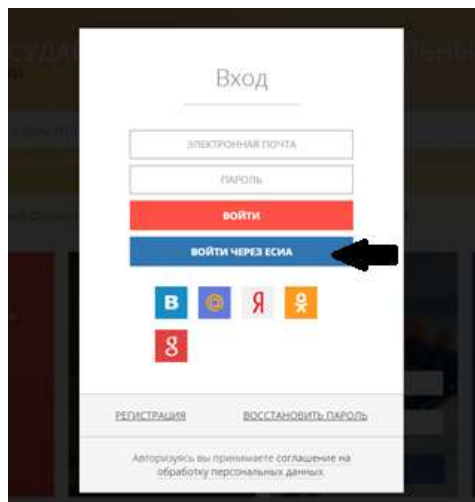 Вход
ЭЛЕКТРОННАЯ ПОЧТА
ПАРОЛЬ
ВОЙТИ
ВОЙТИ ЧЕРЕЗ ЕСИА
В @ Я
g
РЕГИСТРАЦИЯ ВОССТАНОВИТЬ ПАРОЛЬ
Авторизуясь вы принимаете соглашение на
обработку персональных данных